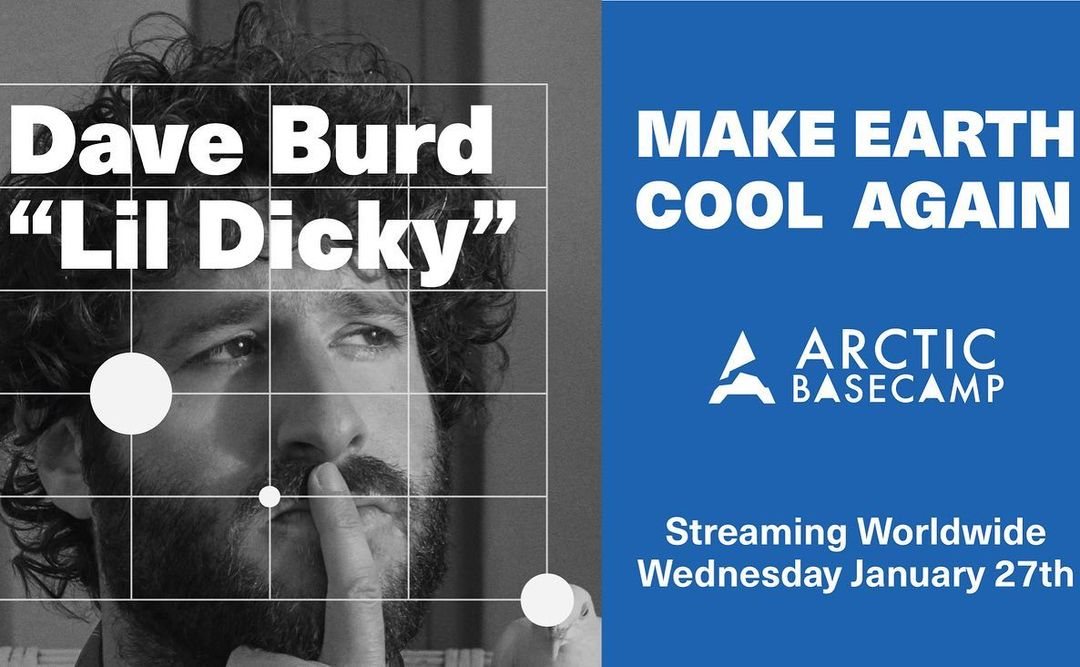 Dave Burd
“Lil Dicky”
MAKE EARTH
COOL AGAIN
ARCTIC
BASECAMP
Streaming Worldwide
Wednesday January 27th